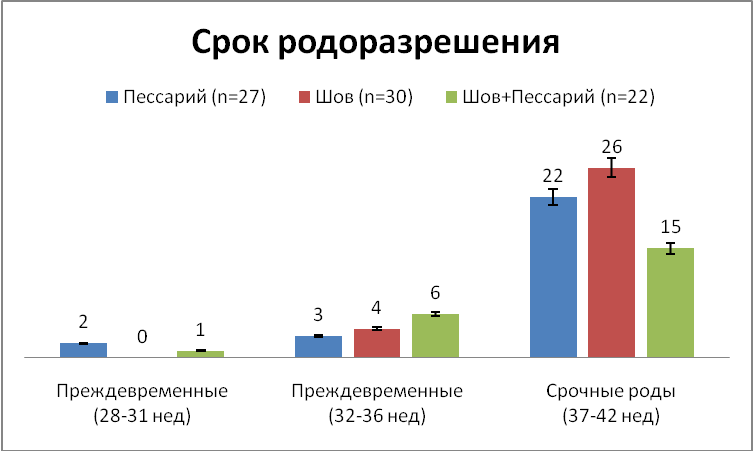 Срок родоразрешения
Пессарий (n=27) Шов (n=30) Шов+Пессарий (n=22)
2 0 1 3 4 6 22 26 15
Преждевременные Преждевременные Срочные роды
(28-31 нед) (32-36 нед) (37-42 нед)